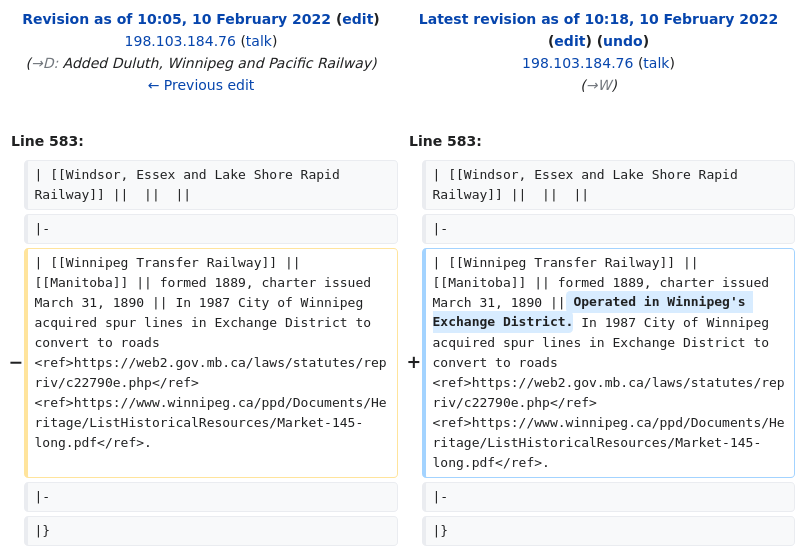 Revision as of 10:05, 10 February 2022 (edit)
198.103.184.76 (talk)
(→D: Added Duluth, Winnipeg and Pacific Railway)
← Previous edit
Latest revision as of 10:18, 10 February 2022
(edit) (undo)
198.103.184.76 (talk)
(→W)
Line 583:
| [[Windsor, Essex and Lake Shore Rapid
Railway]] ||  ||  ||
|-
− | [[Winnipeg Transfer Railway]] ||
[[Manitoba]] || formed 1889, charter issued
March 31, 1890 || In 1987 City of Winnipeg
acquired spur lines in Exchange District to
convert to roads
<ref>https://web2.gov.mb.ca/laws/statutes/rep
riv/c22790e.php</ref>
<ref>https://www.winnipeg.ca/ppd/Documents/He
ritage/ListHistoricalResources/Market-145-
long.pdf</ref>.
|-
|}
Line 583:
| [[Windsor, Essex and Lake Shore Rapid
Railway]] ||  ||  ||
|-
+ | [[Winnipeg Transfer Railway]] ||
[[Manitoba]] || formed 1889, charter issued
March 31, 1890 || Operated in Winnipeg's
Exchange District. In 1987 City of Winnipeg
acquired spur lines in Exchange District to
convert to roads
<ref>https://web2.gov.mb.ca/laws/statutes/rep
riv/c22790e.php</ref>
<ref>https://www.winnipeg.ca/ppd/Documents/He
ritage/ListHistoricalResources/Market-145-
long.pdf</ref>.
|-
|}